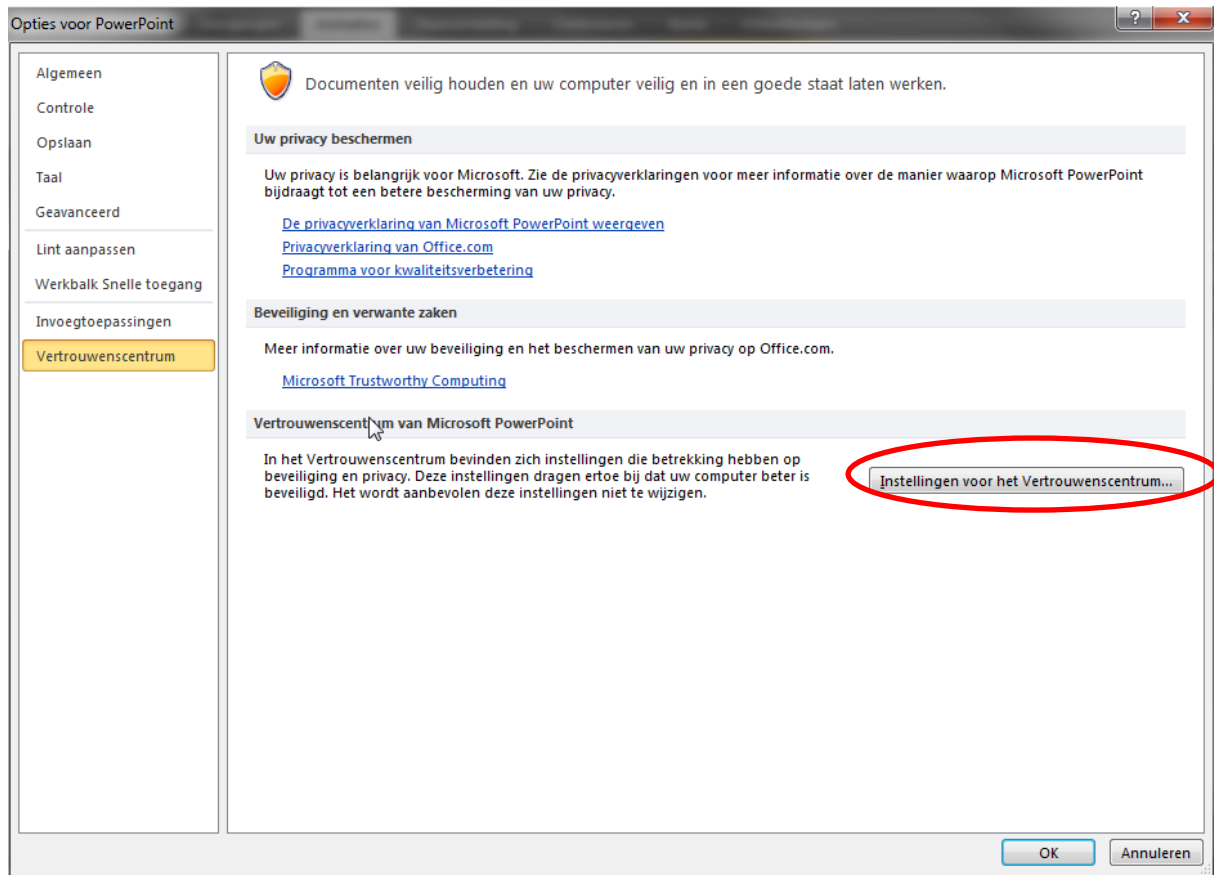 Opties voor PowerPoint
Algemeen
Controle
Opslaan
Taal
Geavanceerd
Lint aanpassen
Werkbalk Snelle toegang
Invoegtoepassingen
Vertrouwenscentrum
Documenten veilig houden en uw computer veilig en in een goede staat laten werken.
Uw privacy beschermen
Uw privacy is belangrijk voor Microsoft. Zie de privacyverklaringen voor meer informatie over de manier waarop Microsoft PowerPoint
bijdraagt tot een betere bescherming van uw privacy.
De privacyverklaring van Microsoft PowerPoint weergeven
Privacyverklaring van Office.com
Programma voor kwaliteitsverbetering
Beveiliging en verwante zaken
Meer informatie over uw beveiliging en het beschermen van uw privacy op Office.com.
Microsoft Trustworthy Computing
Vertrouwenscentrum van Microsoft PowerPoint
In het Vertrouwenscentrum bevinden zich instellingen die betrekking hebben op
beveiliging en privacy. Deze instellingen dragen ertoe bij dat uw computer beter is
beveiligd. Het wordt aanbevolen deze instellingen niet te wijzigen.
Instellingen voor het Vertrouwenscentrum...
OK
Annuleren